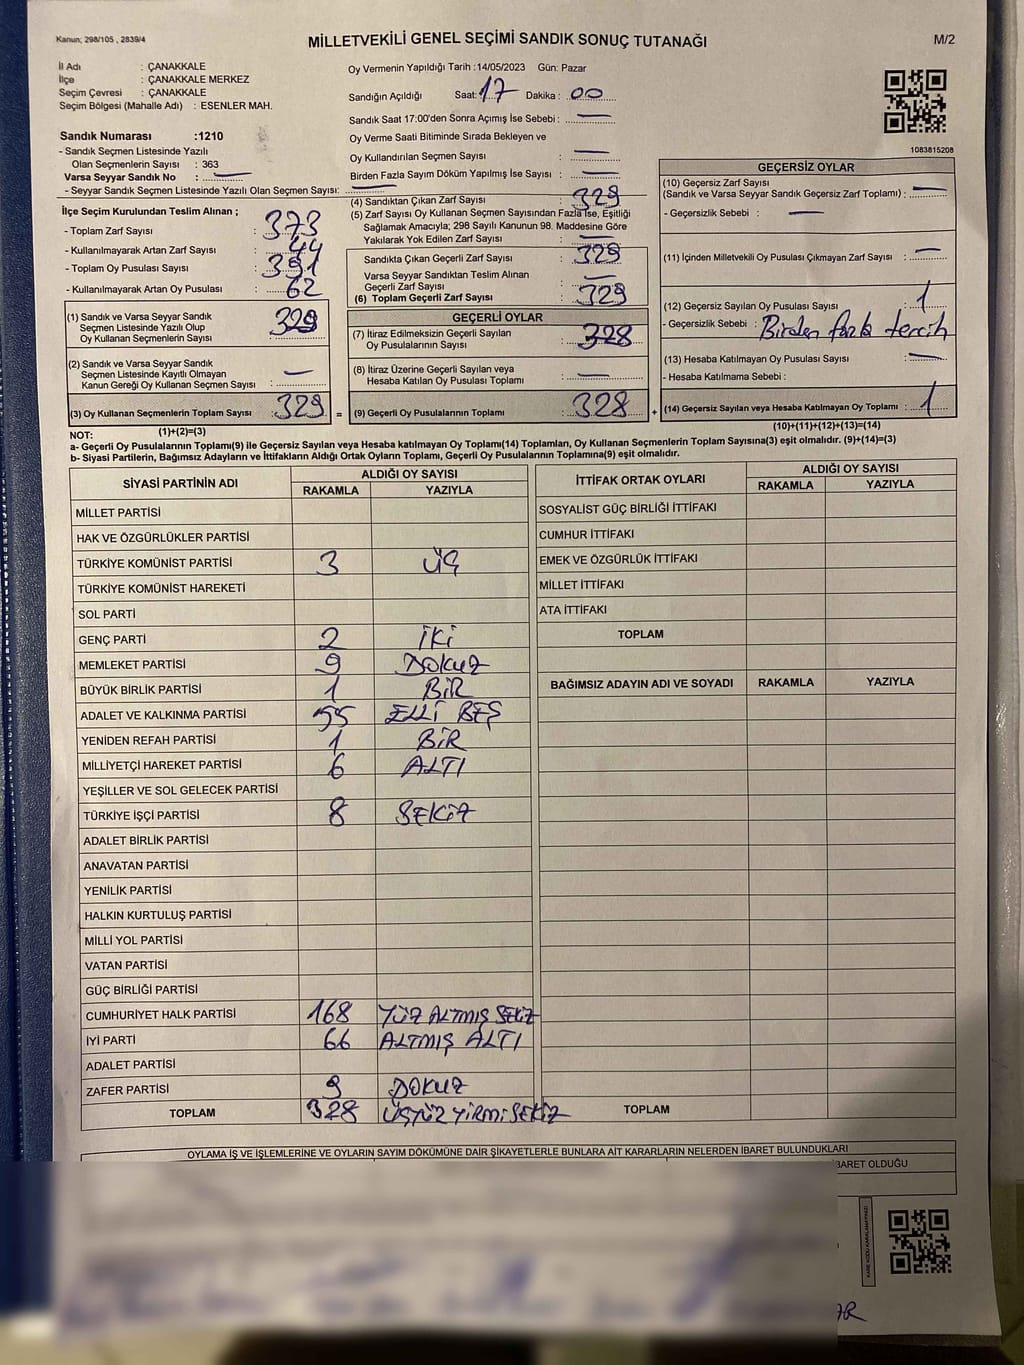 Kanun; 298/105 , 2839/4
MİLLETVEKİLİ GENEL SEÇİMİ SANDIK SONUÇ TUTANAĞI
M/2
İl Adı : ÇANAKKALE
İlçe : ÇANAKKALE MERKEZ
Seçim Çevresi : ÇANAKKALE
Seçim Bölgesi (Mahalle Adı) : ESENLER MAH.
Sandık Numarası :1210
- Sandık Seçmen Listesinde Yazılı
Olan Seçmenlerin Sayısı : 363
Varsa Seyyar Sandık No : —
- Seyyar Sandık Seçmen Listesinde Yazılı Olan Seçmen Sayısı: —
Oy Vermenin Yapıldığı Tarih :14/05/2023 Gün: Pazar
Sandığın Açıldığı Saat: 17 Dakika : 00
Sandık Saat 17:00'den Sonra Açımış İse Sebebi : —
Oy Verme Saati Bitiminde Sırada Bekleyen ve
Oy Kullandırılan Seçmen Sayısı : —
Birden Fazla Sayım Döküm Yapılmış İse Sayısı : —
1083815208
İlçe Seçim Kurulundan Teslim Alınan ;
- Toplam Zarf Sayısı : 373
- Kullanılmayarak Artan Zarf Sayısı : 44
- Toplam Oy Pusulası Sayısı : 391
- Kullanılmayarak Artan Oy Pusulası : 62
(1) Sandık ve Varsa Seyyar Sandık
Seçmen Listesinde Yazılı Olup
Oy Kullanan Seçmenlerin Sayısı : 329
(2) Sandık ve Varsa Seyyar Sandık
Seçmen Listesinde Kayıtlı Olmayan
Kanun Gereği Oy Kullanan Seçmen Sayısı : —
(3) Oy Kullanan Seçmenlerin Toplam Sayısı : 329 =
(4) Sandıktan Çıkan Zarf Sayısı : 329
(5) Zarf Sayısı Oy Kullanan Seçmen Sayısından Fazla İse, Eşitliği
Sağlamak Amacıyla; 298 Sayılı Kanunun 98. Maddesine Göre
Yakılarak Yok Edilen Zarf Sayısı :
Sandıkta Çıkan Geçerli Zarf Sayısı : 329
Varsa Seyyar Sandıktan Teslim Alınan
Geçerli Zarf Sayısı : —
(6) Toplam Geçerli Zarf Sayısı : 329
GEÇERLİ OYLAR
(7) İtiraz Edilmeksizin Geçerli Sayılan
Oy Pusulalarının Sayısı : 328
(8) İtiraz Üzerine Geçerli Sayılan veya
Hesaba Katılan Oy Pusulası Toplamı : —
(9) Geçerli Oy Pusulalarının Toplamı : 328 +
GEÇERSİZ OYLAR
(10) Geçersiz Zarf Sayısı
(Sandık ve Varsa Seyyar Sandık Geçersiz Zarf Toplamı) : —
- Geçersizlik Sebebi : —
(11) İçinden Milletvekili Oy Pusulası Çıkmayan Zarf Sayısı : —
(12) Geçersiz Sayılan Oy Pusulası Sayısı : 1
- Geçersizlik Sebebi : Birden fazla tercih
(13) Hesaba Katılmayan Oy Pusulası Sayısı : —
- Hesaba Katılmama Sebebi :
(14) Geçersiz Sayılan veya Hesaba Katılmayan Oy Toplamı : 1
NOT: (1)+(2)=(3)
(10)+(11)+(12)+(13)=(14)
a- Geçerli Oy Pusulalarının Toplamı(9) ile Geçersiz Sayılan veya Hesaba katılmayan Oy Toplamı(14) Toplamları, Oy Kullanan Seçmenlerin Toplam Sayısına(3) eşit olmalıdır. (9)+(14)=(3)
b- Siyasi Partilerin, Bağımsız Adayların ve İttifakların Aldığı Ortak Oyların Toplamı, Geçerli Oy Pusulalarının Toplamına(9) eşit olmalıdır.
SİYASİ PARTİNİN ADI ALDIĞI OY SAYISI
RAKAMLA YAZIYLA
MİLLET PARTİSİ
HAK VE ÖZGÜRLÜKLER PARTİSİ
TÜRKİYE KOMÜNİST PARTİSİ 3 ÜÇ
TÜRKİYE KOMÜNİST HAREKETİ
SOL PARTİ
GENÇ PARTİ 2 İKİ
MEMLEKET PARTİSİ 9 DOKUZ
BÜYÜK BİRLİK PARTİSİ 1 BİR
ADALET VE KALKINMA PARTİSİ 55 ELLİ BEŞ
YENİDEN REFAH PARTİSİ 1 BİR
MİLLİYETÇİ HAREKET PARTİSİ 6 ALTI
YEŞİLLER VE SOL GELECEK PARTİSİ
TÜRKİYE İŞÇİ PARTİSİ 8 SEKİZ
ADALET BİRLİK PARTİSİ
ANAVATAN PARTİSİ
YENİLİK PARTİSİ
HALKIN KURTULUŞ PARTİSİ
MİLLİ YOL PARTİSİ
VATAN PARTİSİ
GÜÇ BİRLİĞİ PARTİSİ
CUMHURİYET HALK PARTİSİ 168 YÜZ ALTMIŞ SEKİZ
İYİ PARTİ 66 ALTMIŞ ALTI
ADALET PARTİSİ
ZAFER PARTİSİ 9 DOKUZ
TOPLAM 328 ÜÇYÜZ YİRMİ SEKİZ
İTTİFAK ORTAK OYLARI ALDIĞI OY SAYISI
RAKAMLA YAZIYLA
SOSYALİST GÜÇ BİRLİĞİ İTTİFAKI
CUMHUR İTTİFAKI
EMEK VE ÖZGÜRLÜK İTTİFAKI
MİLLET İTTİFAKI
ATA İTTİFAKI
TOPLAM
BAĞIMSIZ ADAYIN ADI VE SOYADI RAKAMLA YAZIYLA
TOPLAM
OYLAMA İŞ VE İŞLEMLERİNE VE OYLARIN SAYIM DÖKÜMÜNE DAİR ŞİKAYETLERLE BUNLARA AİT KARARLARIN NELERDEN İBARET BULUNDUKLARI
İBARET OLDUĞU